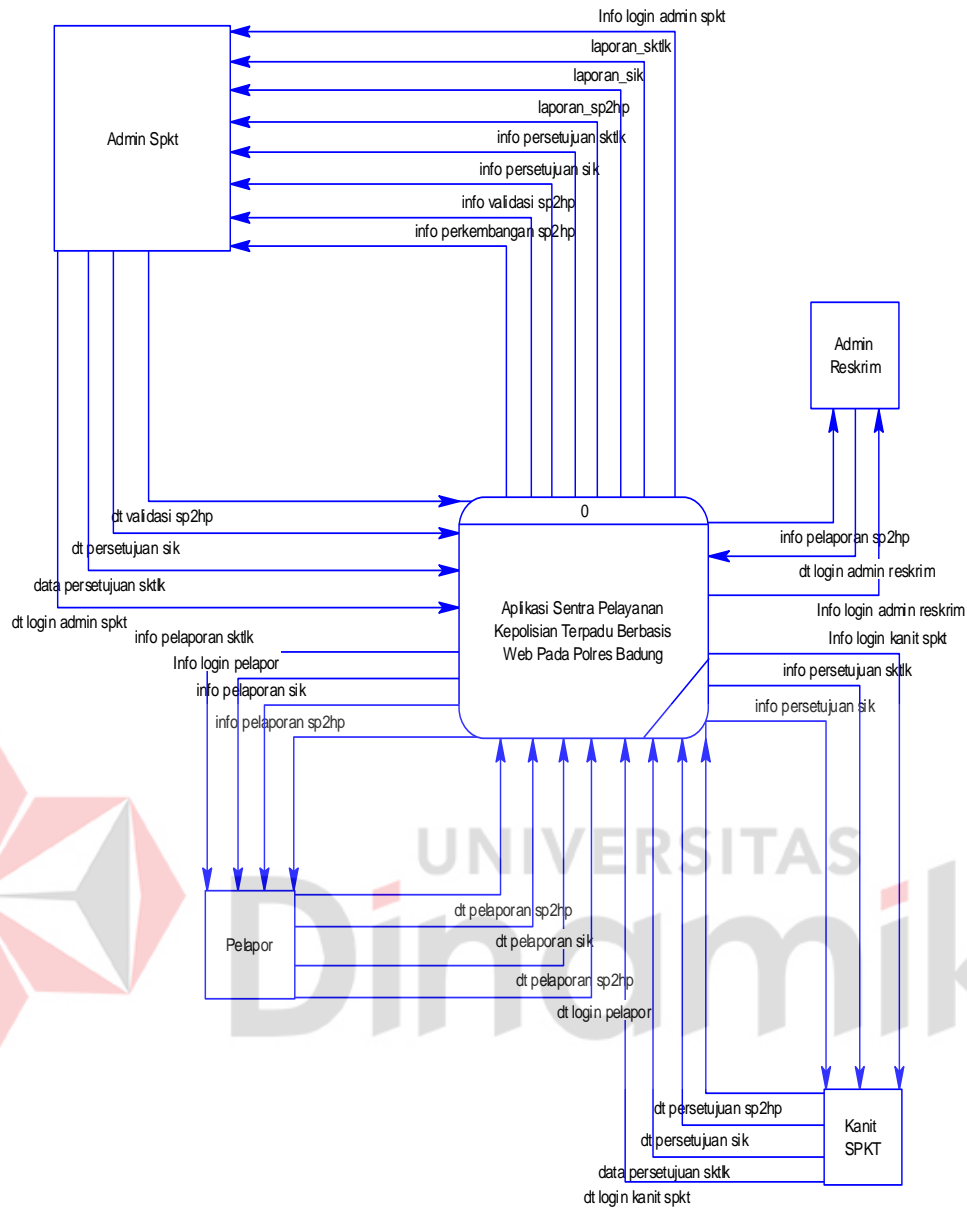 Info login admin spkt
laporan_sktlk
laporan_sik
laporan_sp2hp
info persetujuan sktlk
info persetujuan sik
info validasi sp2hp
info perkembangan sp2hp
Admin Spkt
Admin
Reskrim
0
Aplikasi Sentra Pelayanan
Kepolisian Terpadu Berbasis
Web Pada Polres Badung
dt validasi sp2hp
dt persetujuan sik
data persetujuan sktlk
dt login admin spkt
info pelaporan sp2hp
dt login admin reskrim
Info login admin reskrim
Info login kanit spkt
info persetujuan sktlk
info persetujuan sik
info pelaporan sktlk
Info login pelapor
info pelaporan sik
info pelaporan sp2hp
UNIVERSITAS
Dinamik
Pelapor
dt pelaporan sp2hp
dt pelaporan sik
dt pelaporan sp2hp
dt login pelapor
dt persetujuan sp2hp
dt persetujuan sik
data persetujuan sktlk
dt login kanit spkt
Kanit
SPKT